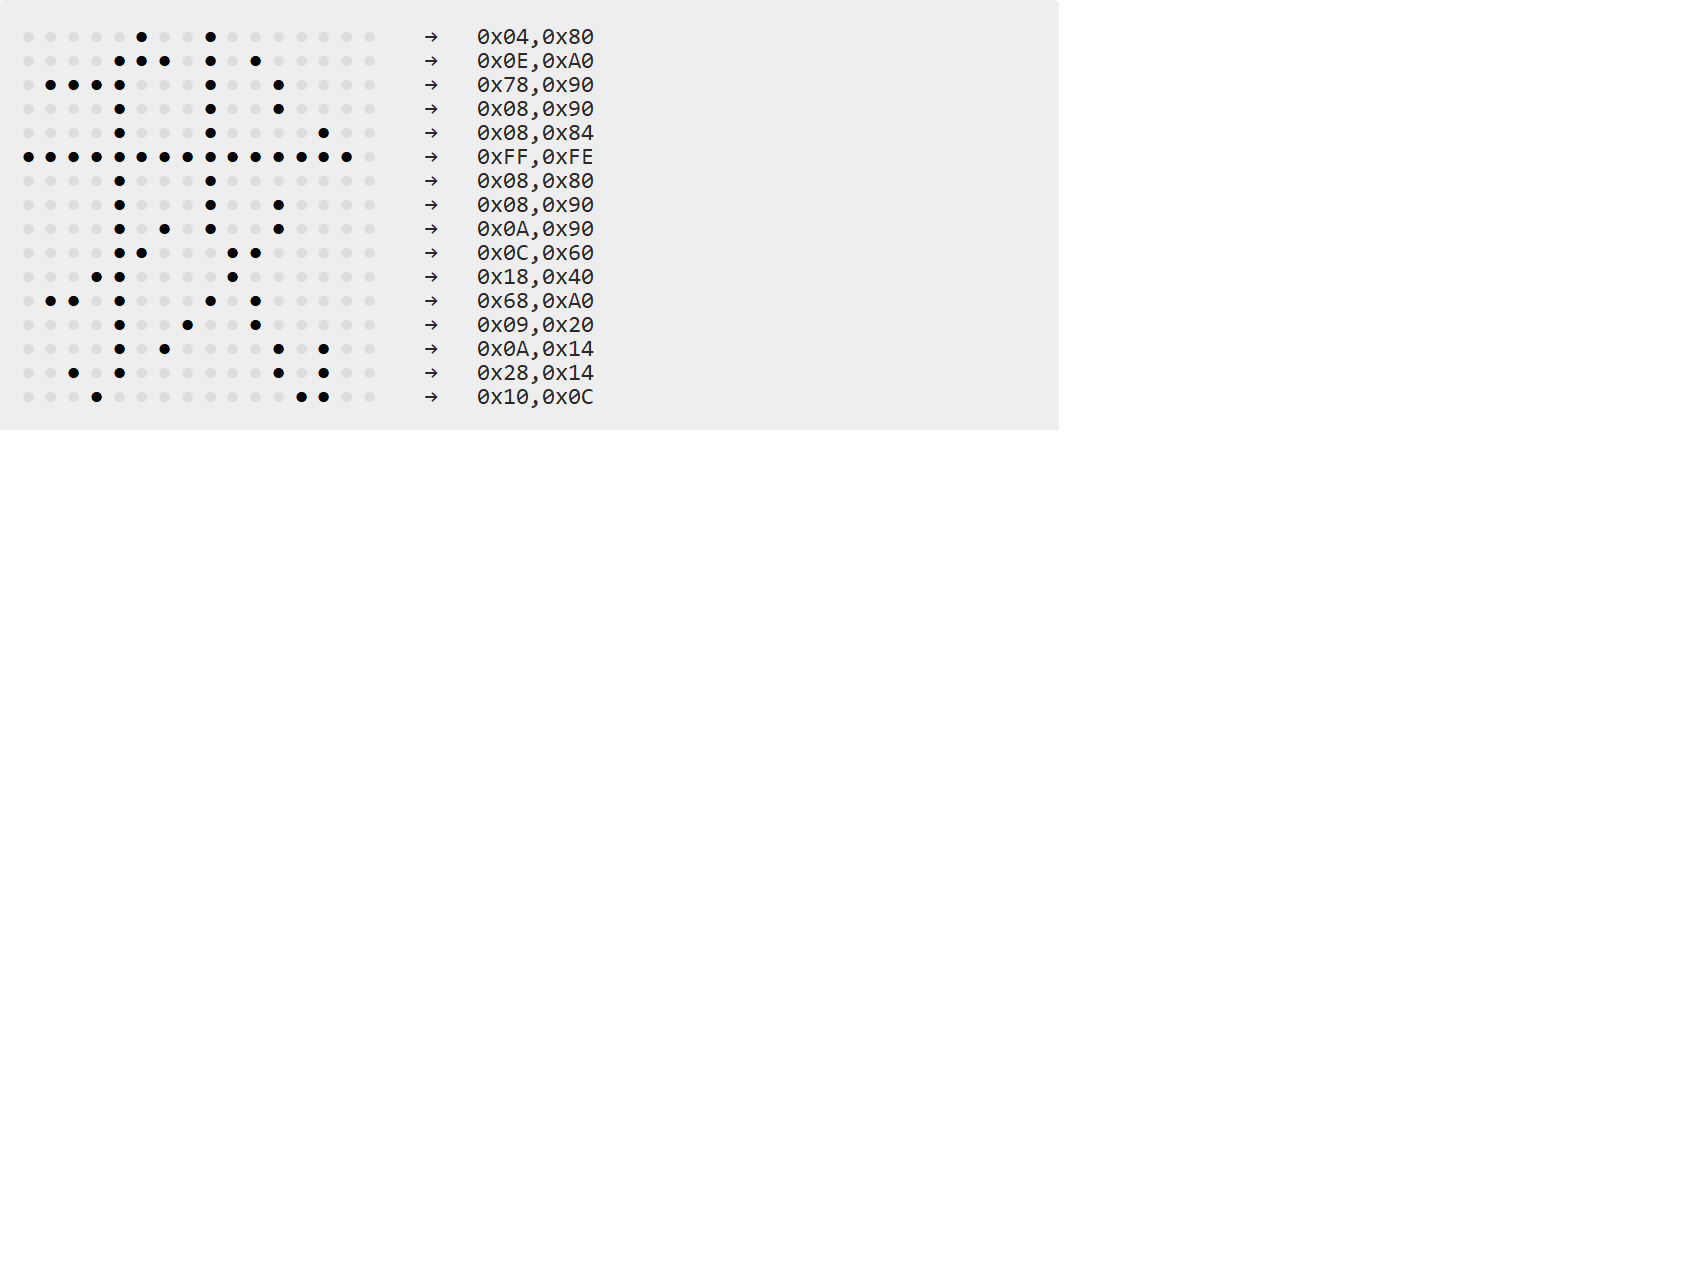 → 0x04,0x80
→ 0x0E,0xA0
→ 0x78,0x90
→ 0x08,0x90
→ 0x08,0x84
→ 0xFF,0xFE
→ 0x08,0x80
→ 0x08,0x90
→ 0x0A,0x90
→ 0x0C,0x60
→ 0x18,0x40
→ 0x68,0xA0
→ 0x09,0x20
→ 0x0A,0x14
→ 0x28,0x14
→ 0x10,0x0C